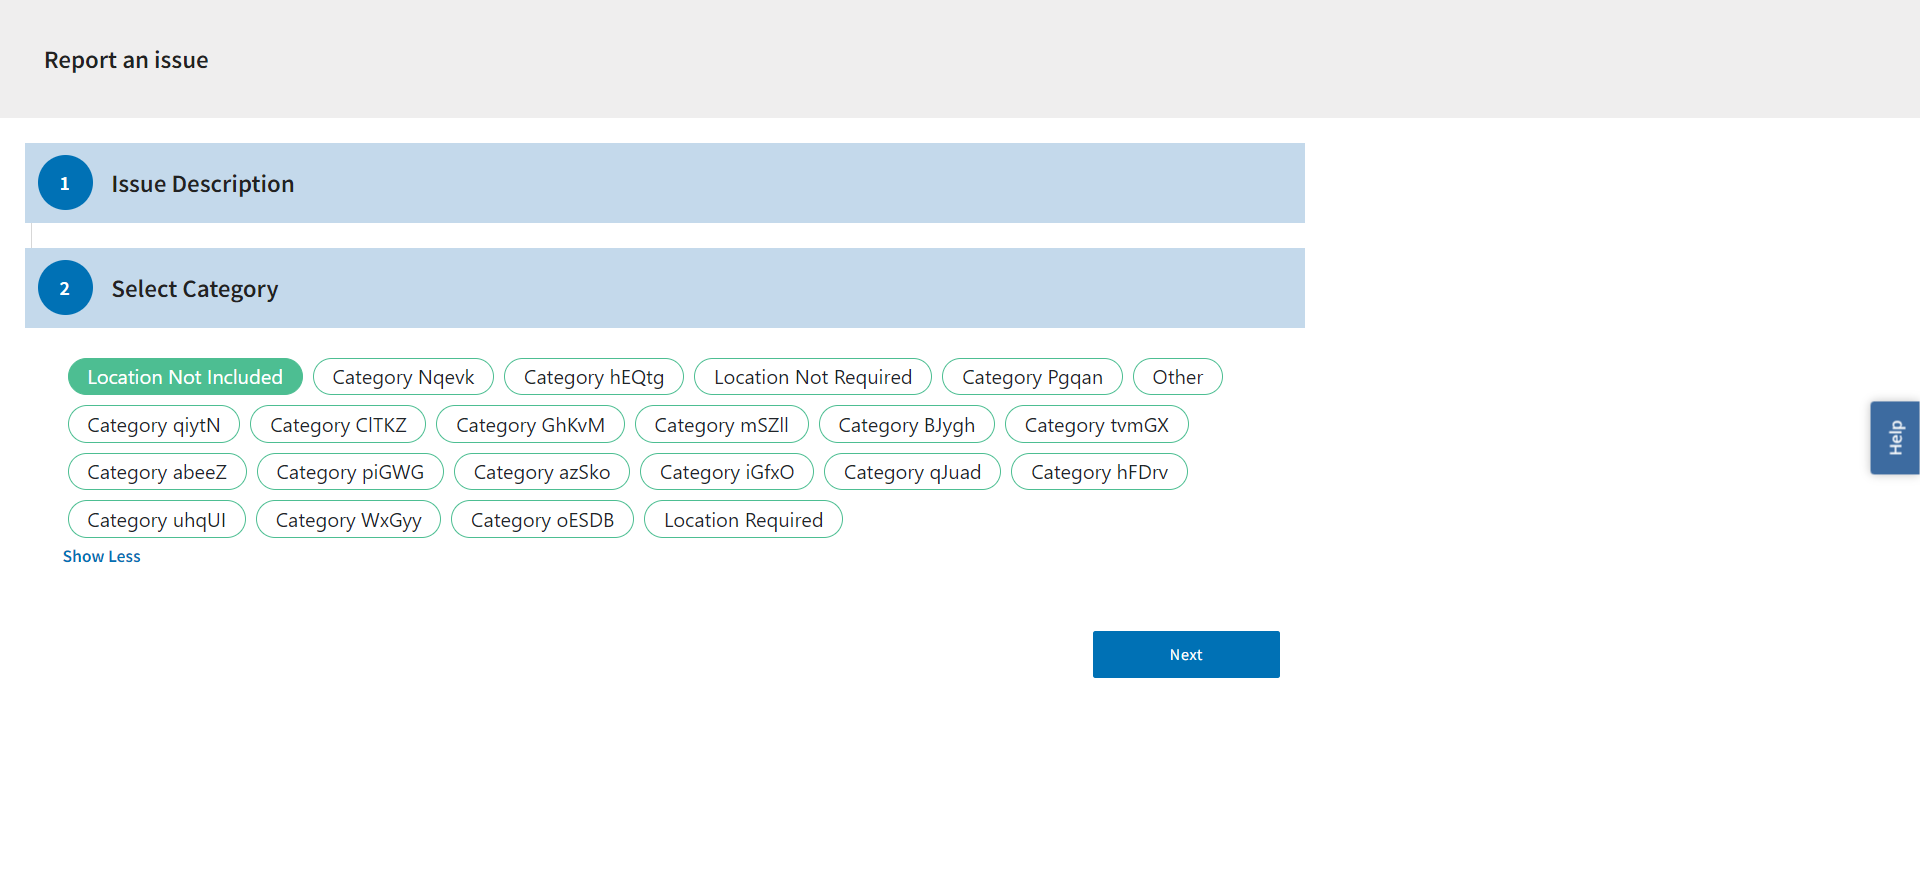 Report an issue
1 Issue Description
2 Select Category
Location Not Included Category Nqevk Category hEQtg Location Not Required Category Pgqan Other
Category qiytN Category ClTKZ Category GhKvM Category mSZll Category BJygh Category tvmGX
Category abeeZ Category piGWG Category azSko Category iGfxO Category qJuad Category hFDrv
Category uhqUI Category WxGyy Category oESDB Location Required
Show Less
Next
Help